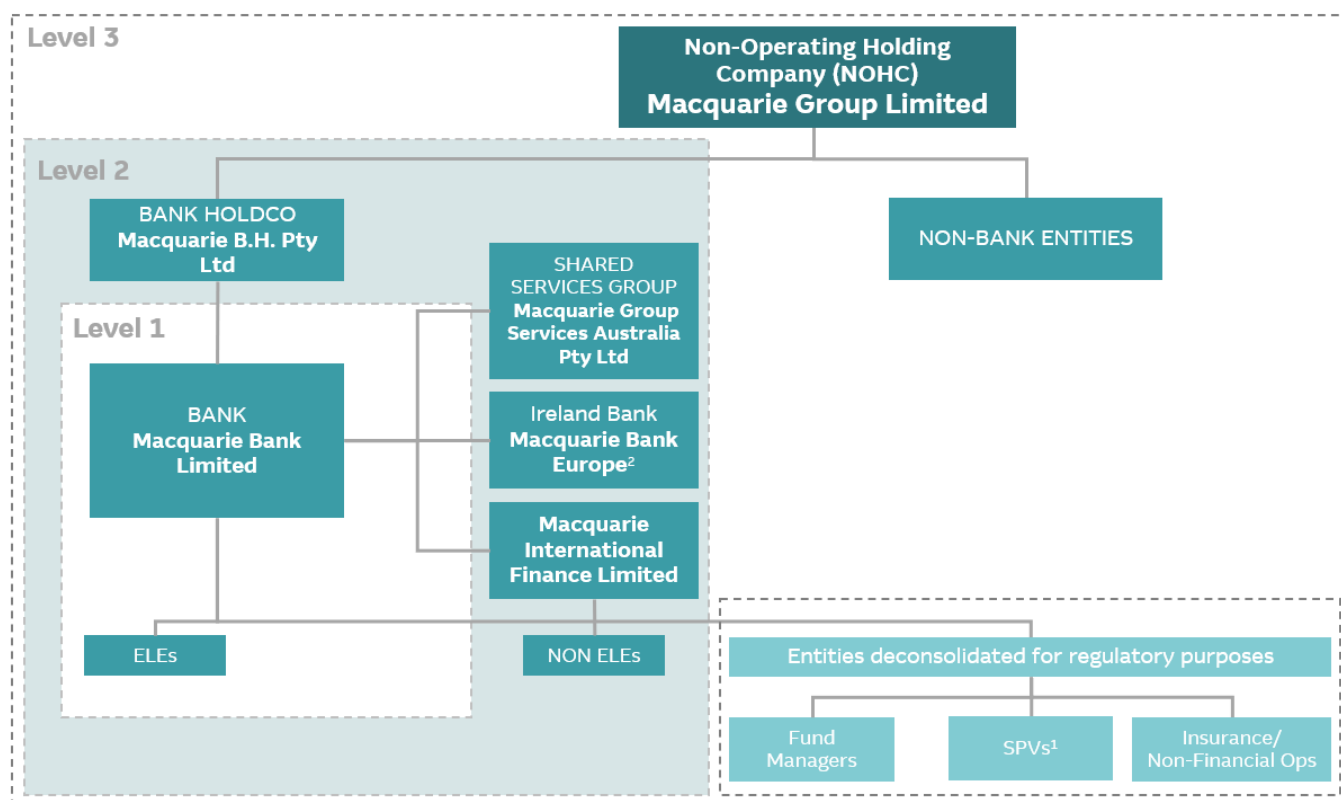 Level 3
Non-Operating Holding
Company (NOHC)
Macquarie Group Limited
Level 2
BANK HOLDCO
Macquarie B.H. Pty
Ltd
NON-BANK ENTITIES
SHARED
SERVICES GROUP
Macquarie Group
Services Australia
Pty Ltd
Level 1
BANK
Macquarie Bank
Limited
Ireland Bank
Macquarie Bank
Europe²
Macquarie
International
Finance Limited
ELEs
NON ELEs
Entities deconsolidated for regulatory purposes
Fund
Managers
SPVs¹
Insurance/
Non-Financial Ops